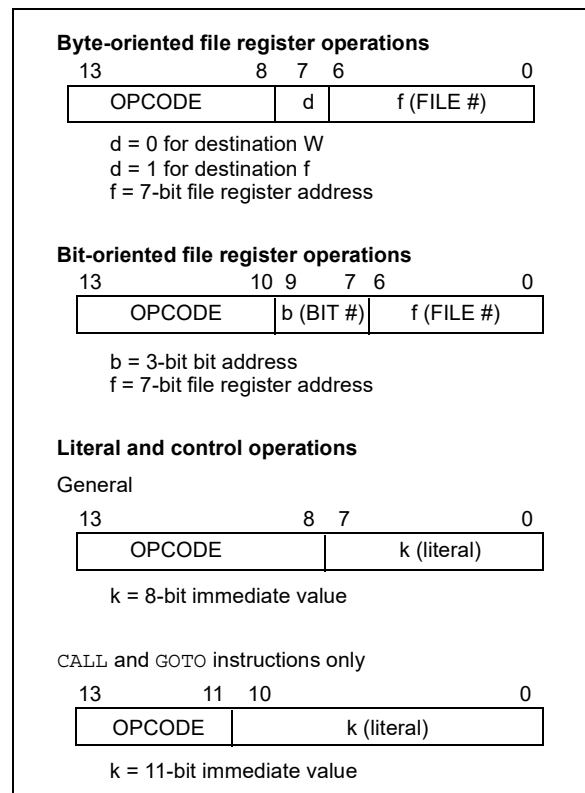 Byte-oriented file register operations
13 8 7 6 0
OPCODE d f (FILE #)
d = 0 for destination W
d = 1 for destination f
f = 7-bit file register address
Bit-oriented file register operations
13 10 9 7 6 0
OPCODE b (BIT #) f (FILE #)
b = 3-bit bit address
f = 7-bit file register address
Literal and control operations
General
13 8 7 0
OPCODE k (literal)
k = 8-bit immediate value
CALL and GOTO instructions only
13 11 10 0
OPCODE k (literal)
k = 11-bit immediate value